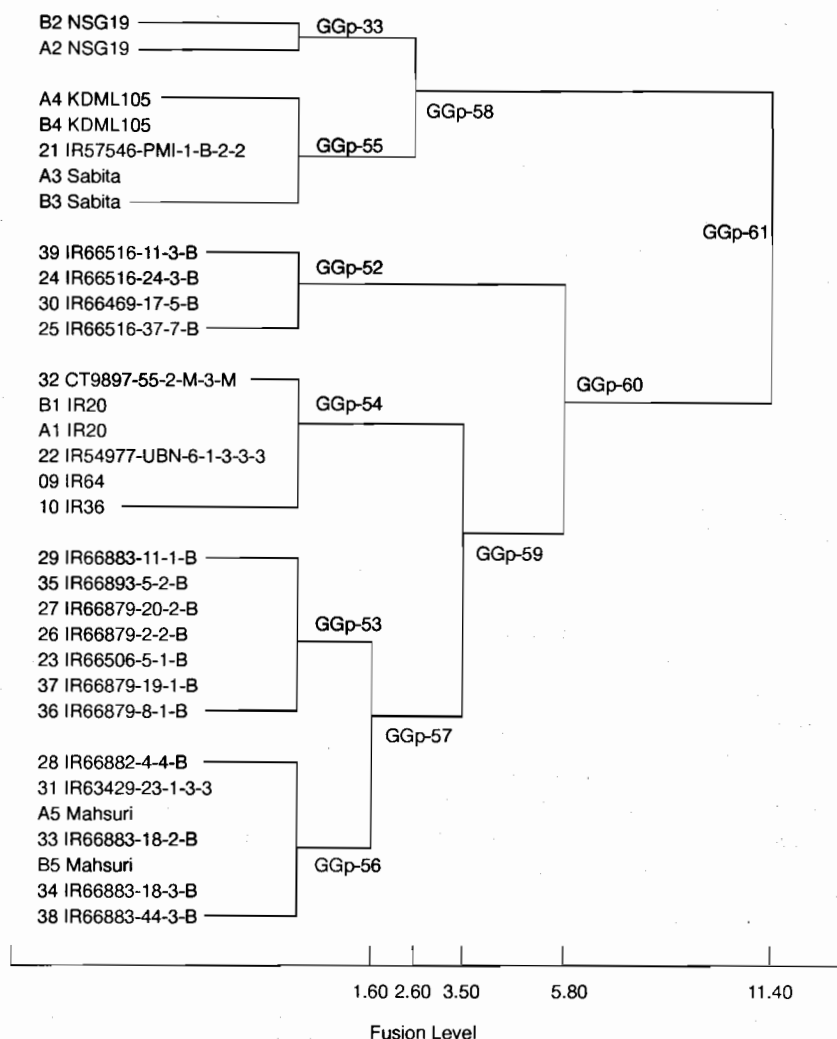 B2 NSG19
GGp-33
A2 NSG19
A4 KDML105
GGp-58
B4 KDML105
21 IR57546-PMI-1-B-2-2
GGp-55
A3 Sabita
B3 Sabita
GGp-61
39 IR66516-11-3-B
GGp-52
24 IR66516-24-3-B
30 IR66469-17-5-B
25 IR66516-37-7-B
32 CT9897-55-2-M-3-M
GGp-60
B1 IR20
GGp-54
A1 IR20
22 IR54977-UBN-6-1-3-3-3
09 IR64
10 IR36
29 IR66883-11-1-B
GGp-59
35 IR66893-5-2-B
27 IR66879-20-2-B
GGp-53
26 IR66879-2-2-B
23 IR66506-5-1-B
37 IR66879-19-1-B
36 IR66879-8-1-B
GGp-57
28 IR66882-4-4-B
31 IR63429-23-1-3-3
A5 Mahsuri
33 IR66883-18-2-B
B5 Mahsuri
GGp-56
34 IR66883-18-3-B
38 IR66883-44-3-B
1.60 2.60 3.50 5.80 11.40
Fusion Level